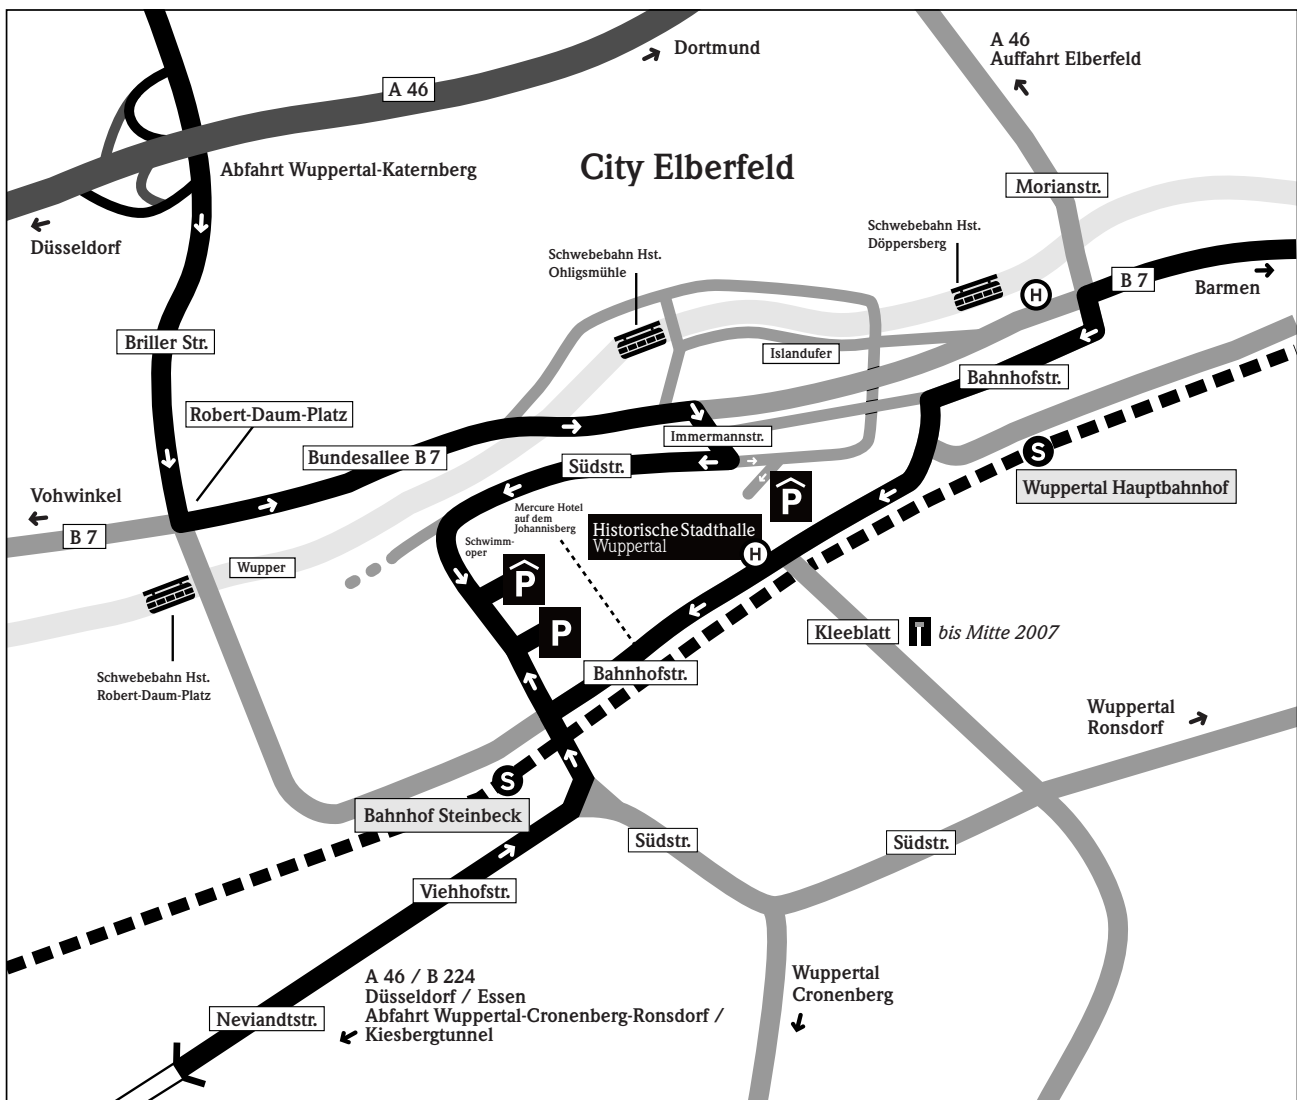 A 46
Auffahrt Elberfeld
Dortmund
A 46
City Elberfeld
Abfahrt Wuppertal-Katernberg
Morianstr.
Düsseldorf
Schwebebahn Hst.
Döppersberg
Schwebebahn Hst.
Ohligsmühle
H
B 7
Barmen
Briller Str.
Islandufer
Bahnhofstr.
Robert-Daum-Platz
Immermannstr.
Bundesallee B 7
Südstr.
S
Wuppertal Hauptbahnhof
Vohwinkel
B 7
P
Mercure Hotel
auf dem
Johannisberg
Historische Stadthalle
Wuppertal
H
Schwimm-
oper
Wupper
P
P
Kleeblatt
bis Mitte 2007
Schwebebahn Hst.
Robert-Daum-Platz
Bahnhofstr.
Wuppertal
Ronsdorf
S
Bahnhof Steinbeck
Südstr.
Südstr.
Viehhofstr.
A 46 / B 224
Düsseldorf / Essen
Abfahrt Wuppertal-Cronenberg-Ronsdorf /
Kiesbergtunnel
Wuppertal
Cronenberg
Neviandtstr.